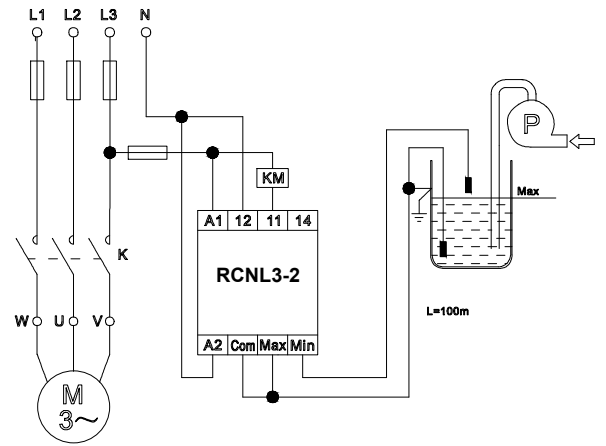 L1 L2 L3 N
P
KM
Max
A1 12 11 14
K
RCNL3-2
L=100m
W U V
A2 Com Max Min
M
3~